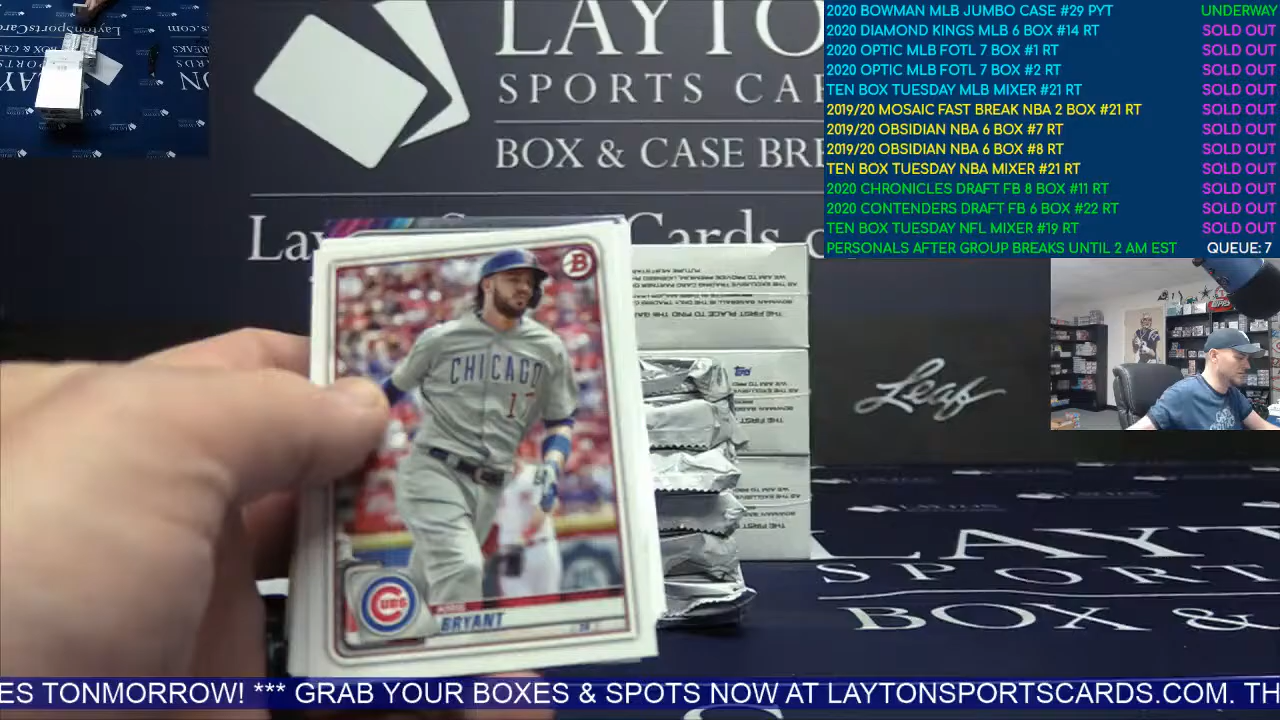 2020 BOWMAN MLB JUMBO CASE #29 PYT UNDERWAY
2020 DIAMOND KINGS MLB 6 BOX #14 RT SOLD OUT
2020 OPTIC MLB FOTL 7 BOX #1 RT SOLD OUT
2020 OPTIC MLB FOTL 7 BOX #2 RT SOLD OUT
TEN BOX TUESDAY MLB MIXER #21 RT SOLD OUT
2019/20 MOSAIC FAST BREAK NBA 2 BOX #21 RT SOLD OUT
2019/20 OBSIDIAN NBA 6 BOX #7 RT SOLD OUT
2019/20 OBSIDIAN NBA 6 BOX #8 RT SOLD OUT
TEN BOX TUESDAY NBA MIXER #21 RT SOLD OUT
2020 CHRONICLES DRAFT FB 8 BOX #11 RT SOLD OUT
2020 CONTENDERS DRAFT FB 6 BOX #22 RT SOLD OUT
TEN BOX TUESDAY NFL MIXER #19 RT SOLD OUT
PERSONALS AFTER GROUP BREAKS UNTIL 2 AM EST QUEUE: 7
LAYTO
SPORTS CA
BOX & CASE BRE
B
CHICAGO
17
CUBS
BRYANT
Leaf
LAYT
SPORT
BOX &
ES TONMORROW! *** GRAB YOUR BOXES & SPOTS NOW AT LAYTONSPORTSCARDS.COM. TH